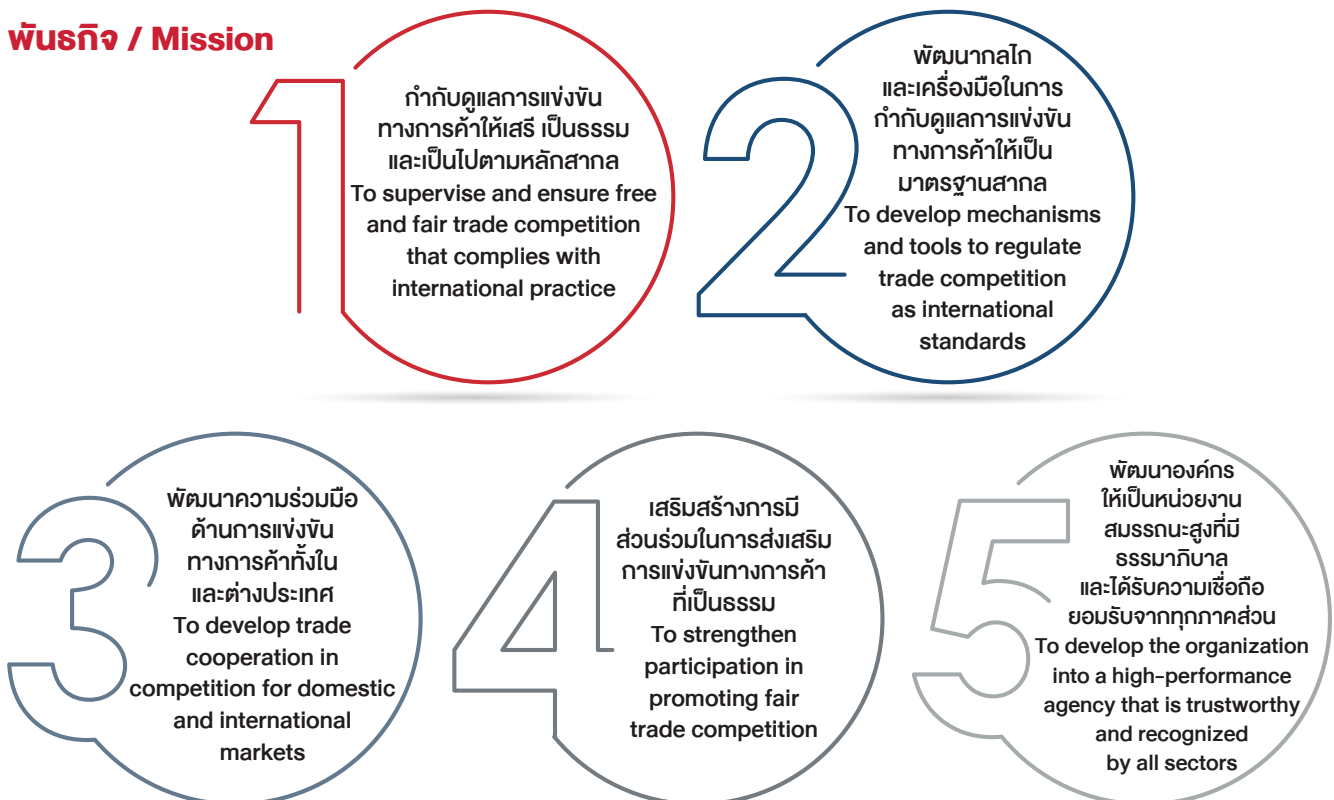 พันธกิจ / Mission
1
กำกับดูแลการแข่งขัน
ทางการค้าให้เสรี เป็นธรรม
และเป็นไปตามหลักสากล
To supervise and ensure free
and fair trade competition
that complies with
international practice
2
พัฒนากลไก
และเครื่องมือในการ
กำกับดูแลการแข่งขัน
ทางการค้าให้เป็น
มาตรฐานสากล
To develop mechanisms
and tools to regulate
trade competition
as international
standards
3
พัฒนาความร่วมมือ
ด้านการแข่งขัน
ทางการค้าทั้งใน
และต่างประเทศ
To develop trade
cooperation in
competition for domestic
and international
markets
4
เสริมสร้างการมี
ส่วนร่วมในการส่งเสริม
การแข่งขันทางการค้า
ที่เป็นธรรม
To strengthen
participation in
promoting fair
trade competition
5
พัฒนาองค์กร
ให้เป็นหน่วยงาน
สมรรถนะสูงที่มี
ธรรมาภิบาล
และได้รับความเชื่อถือ
ยอมรับจากทุกภาคส่วน
To develop the organization
into a high-performance
agency that is trustworthy
and recognized
by all sectors